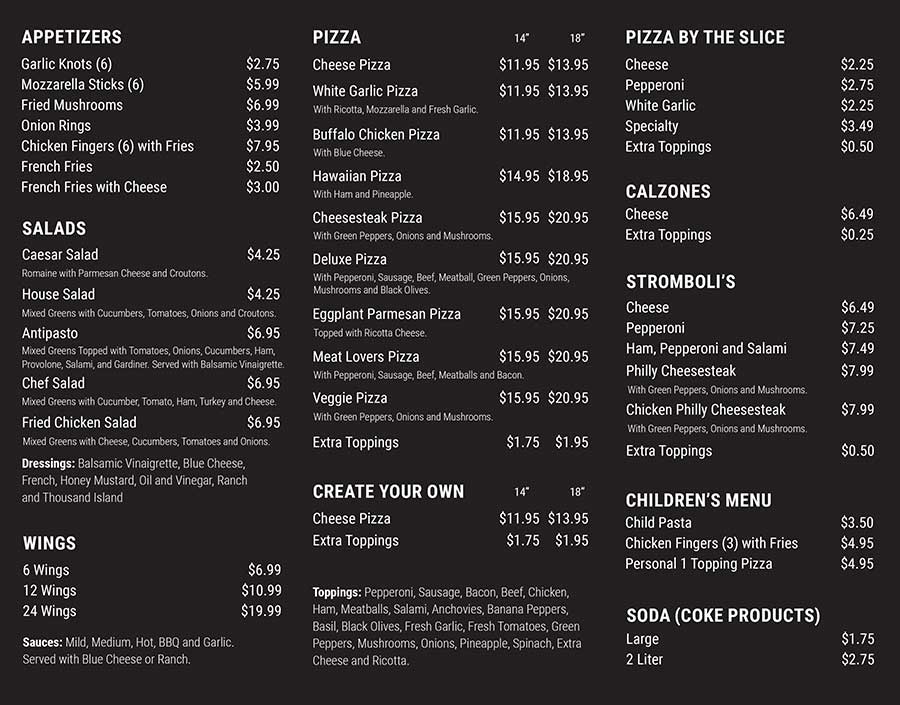 APPETIZERS
Garlic Knots (6) $2.75
Mozzarella Sticks (6) $5.99
Fried Mushrooms $6.99
Onion Rings $3.99
Chicken Fingers (6) with Fries $7.95
French Fries $2.50
French Fries with Cheese $3.00
SALADS
Caesar Salad $4.25
Romaine with Parmesan Cheese and Croutons.
House Salad $4.25
Mixed Greens with Cucumbers, Tomatoes, Onions and Croutons.
Antipasto $6.95
Mixed Greens Topped with Tomatoes, Onions, Cucumbers, Ham,
Provolone, Salami, and Gardiner. Served with Balsamic Vinaigrette.
Chef Salad $6.95
Mixed Greens with Cucumber, Tomato, Ham, Turkey and Cheese.
Fried Chicken Salad $6.95
Mixed Greens with Cheese, Cucumbers, Tomatoes and Onions.
Dressings: Balsamic Vinaigrette, Blue Cheese,
French, Honey Mustard, Oil and Vinegar, Ranch
and Thousand Island
WINGS
6 Wings $6.99
12 Wings $10.99
24 Wings $19.99
Sauces: Mild, Medium, Hot, BBQ and Garlic.
Served with Blue Cheese or Ranch.
PIZZA 14" 18"
Cheese Pizza $11.95 $13.95
White Garlic Pizza $11.95 $13.95
With Ricotta, Mozzarella and Fresh Garlic.
Buffalo Chicken Pizza $11.95 $13.95
With Blue Cheese.
Hawaiian Pizza $14.95 $18.95
With Ham and Pineapple.
Cheesesteak Pizza $15.95 $20.95
With Green Peppers, Onions and Mushrooms.
Deluxe Pizza $15.95 $20.95
With Pepperoni, Sausage, Beef, Meatball, Green Peppers, Onions,
Mushrooms and Black Olives.
Eggplant Parmesan Pizza $15.95 $20.95
Topped with Ricotta Cheese.
Meat Lovers Pizza $15.95 $20.95
With Pepperoni, Sausage, Beef, Meatballs and Bacon.
Veggie Pizza $15.95 $20.95
With Green Peppers, Onions and Mushrooms.
Extra Toppings $1.75 $1.95
CREATE YOUR OWN 14" 18"
Cheese Pizza $11.95 $13.95
Extra Toppings $1.75 $1.95
Toppings: Pepperoni, Sausage, Bacon, Beef, Chicken,
Ham, Meatballs, Salami, Anchovies, Banana Peppers,
Basil, Black Olives, Fresh Garlic, Fresh Tomatoes, Green
Peppers, Mushrooms, Onions, Pineapple, Spinach, Extra
Cheese and Ricotta.
PIZZA BY THE SLICE
Cheese $2.25
Pepperoni $2.75
White Garlic $2.25
Specialty $3.49
Extra Toppings $0.50
CALZONES
Cheese $6.49
Extra Toppings $0.25
STROMBOLI'S
Cheese $6.49
Pepperoni $7.25
Ham, Pepperoni and Salami $7.49
Philly Cheesesteak $7.99
With Green Peppers, Onions and Mushrooms.
Chicken Philly Cheesesteak $7.99
With Green Peppers, Onions and Mushrooms.
Extra Toppings $0.50
CHILDREN'S MENU
Child Pasta $3.50
Chicken Fingers (3) with Fries $4.95
Personal 1 Topping Pizza $4.95
SODA (COKE PRODUCTS)
Large $1.75
2 Liter $2.75